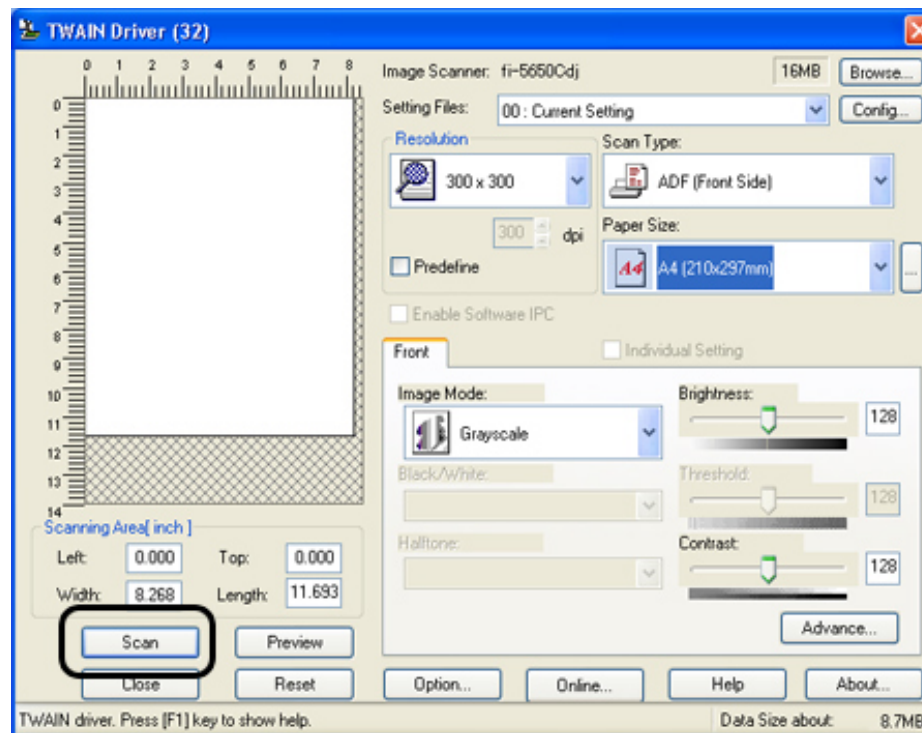 TWAIN Driver (32)
0 1 2 3 4 5 6 7 8
0
1
2
3
4
5
6
7
8
9
10
11
12
13
14
Image Scanner: fi-5650Cdj 16MB Browse...
Setting Files: 00 : Current Setting Config...
Resolution
300 x 300
300 dpi
Predefine
Scan Type:
ADF (Front Side)
Paper Size:
A4 A4 (210x297mm) ...
Enable Software IPC
Front
Individual Setting
Image Mode:
Grayscale
Black/White:
Halftone:
Brightness:
128
Threshold:
128
Contrast:
128
Advance...
Scanning Area[ inch ]
Left: 0.000 Top: 0.000
Width: 8.268 Length: 11.693
Scan Preview
Close Reset Option... Online... Help About...
TWAIN driver. Press [F1] key to show help. Data Size about: 8.7MB